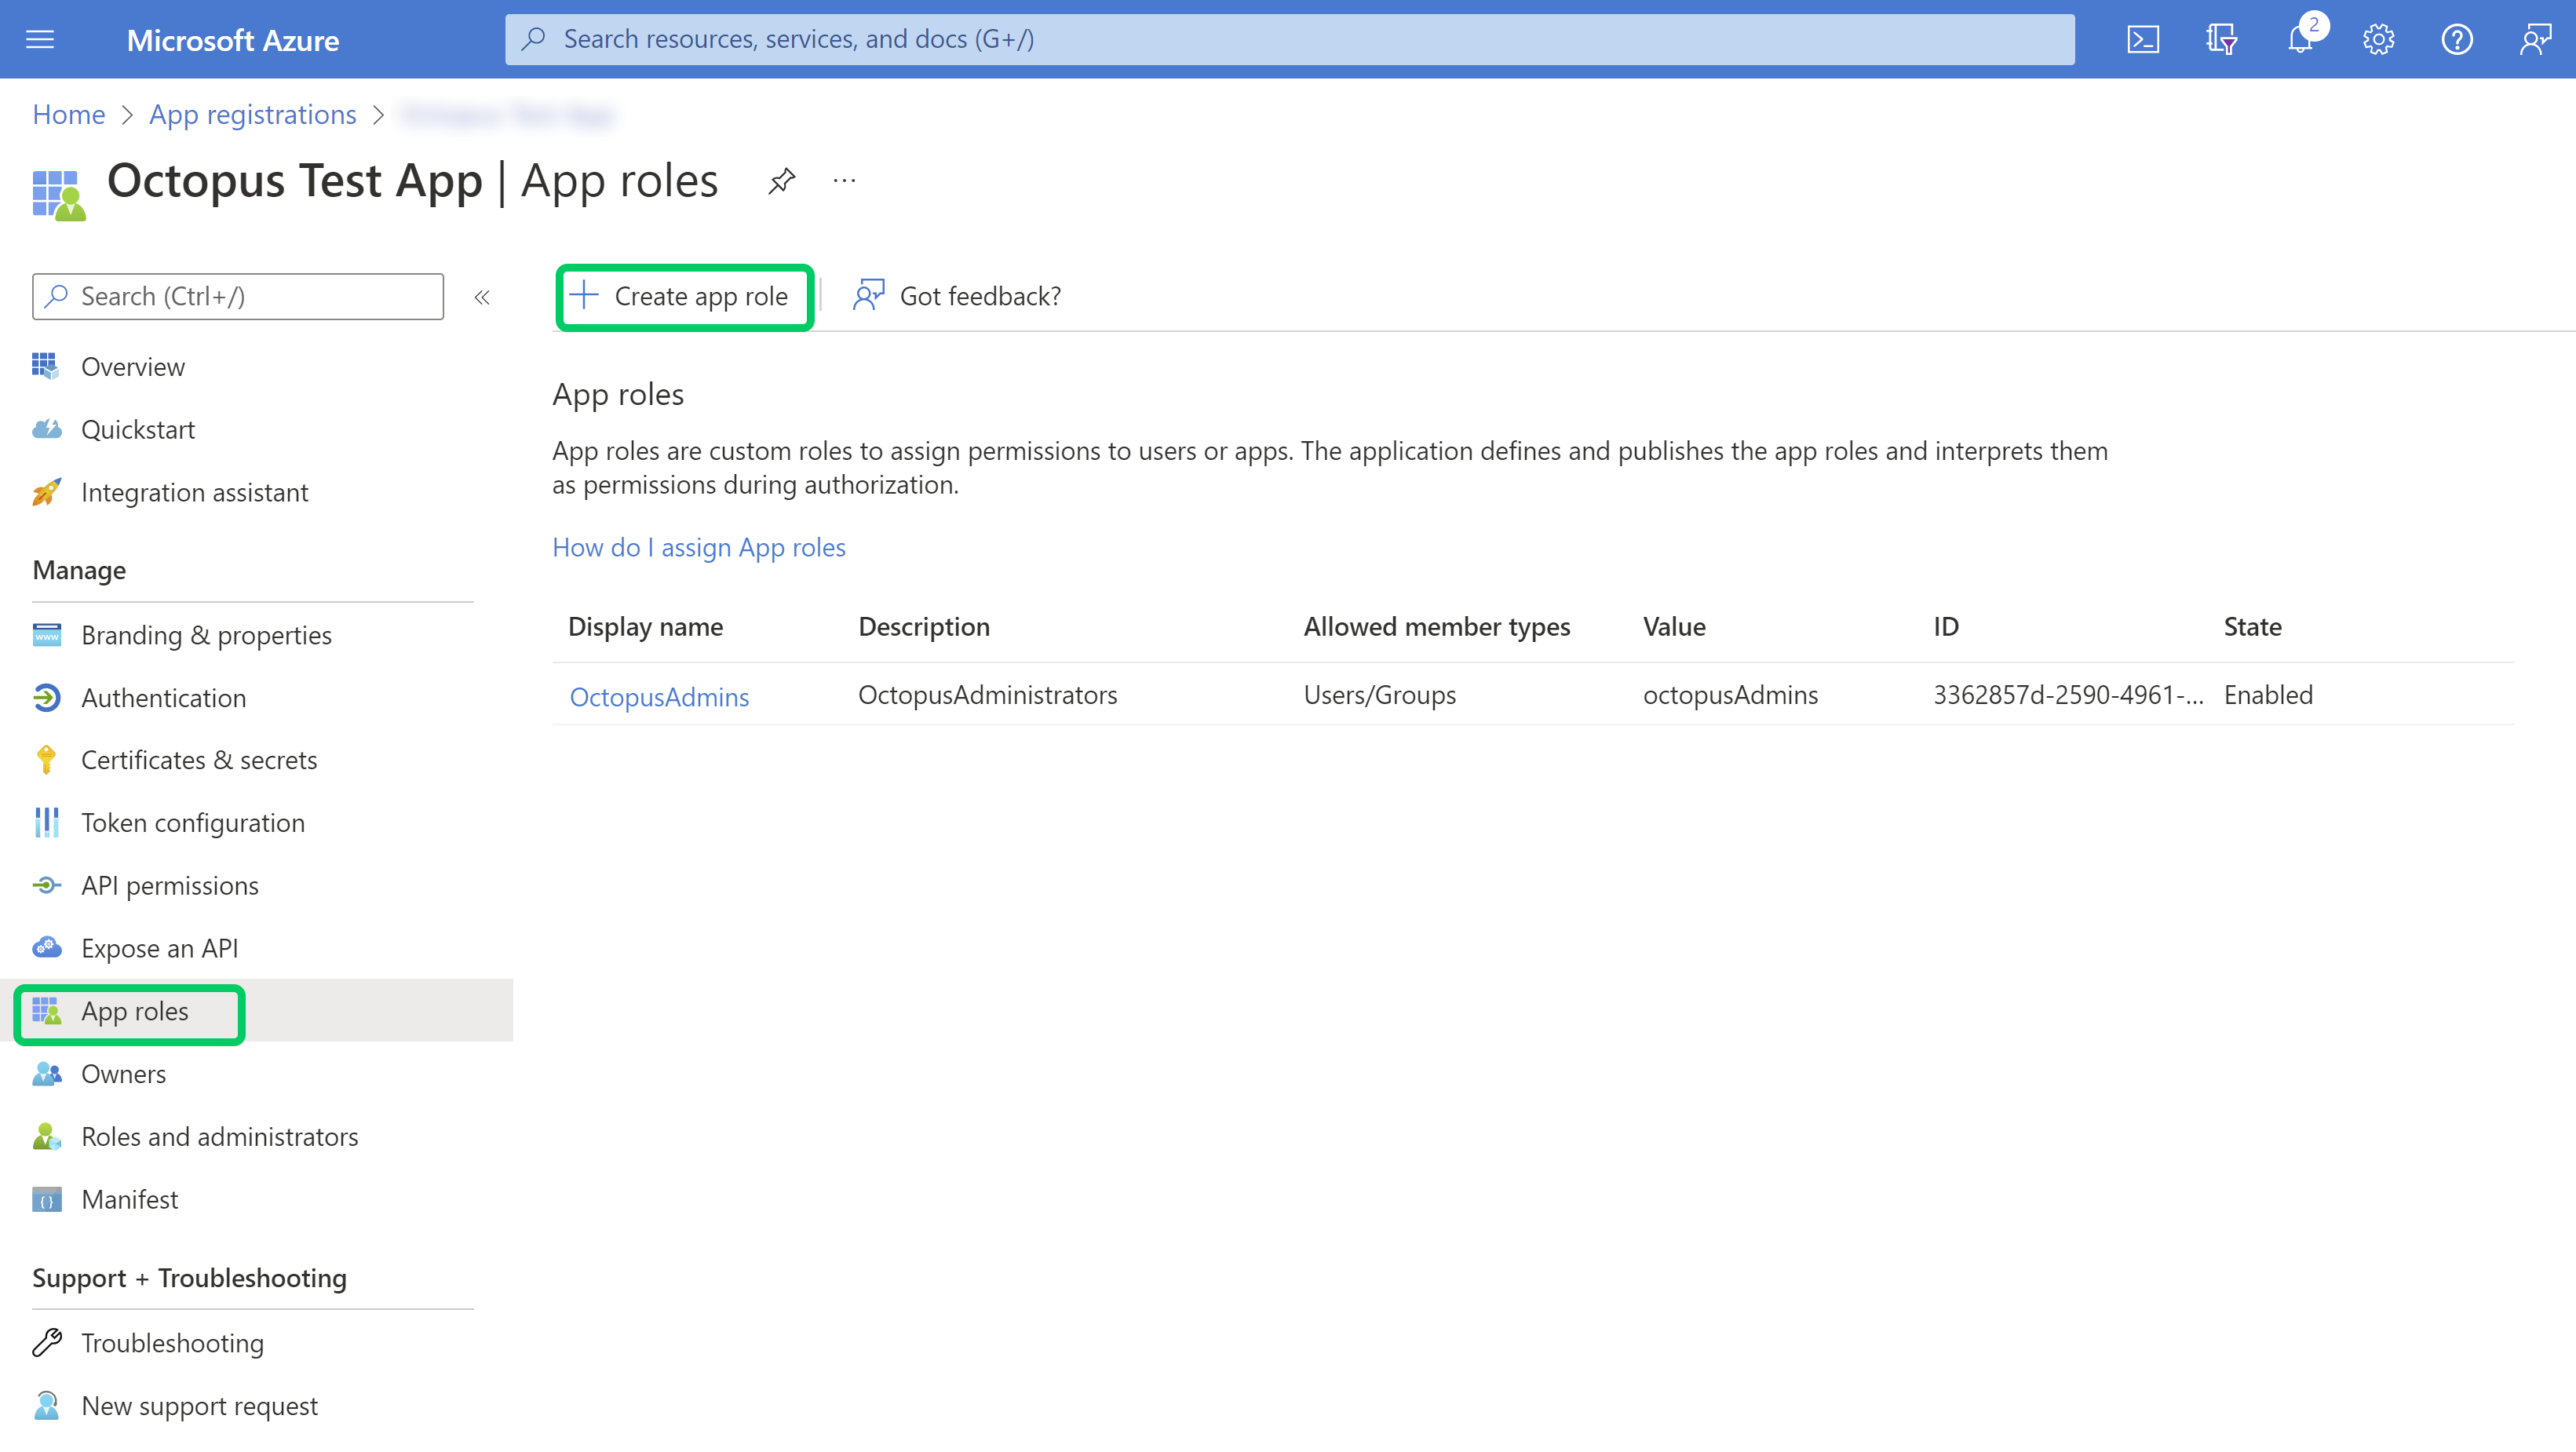 Microsoft Azure
Search resources, services, and docs (G+/)
2
Home > App registrations >
Octopus Test App | App roles
...
Search (Ctrl+/)
«
Create app role
Got feedback?
Overview
Quickstart
Integration assistant
Manage
Branding & properties
Authentication
Certificates & secrets
Token configuration
API permissions
Expose an API
App roles
Owners
Roles and administrators
Manifest
Support + Troubleshooting
Troubleshooting
New support request
App roles
App roles are custom roles to assign permissions to users or apps. The application defines and publishes the app roles and interprets them
as permissions during authorization.
How do I assign App roles
Display name Description Allowed member types Value ID State
OctopusAdmins OctopusAdministrators Users/Groups octopusAdmins 3362857d-2590-4961-... Enabled